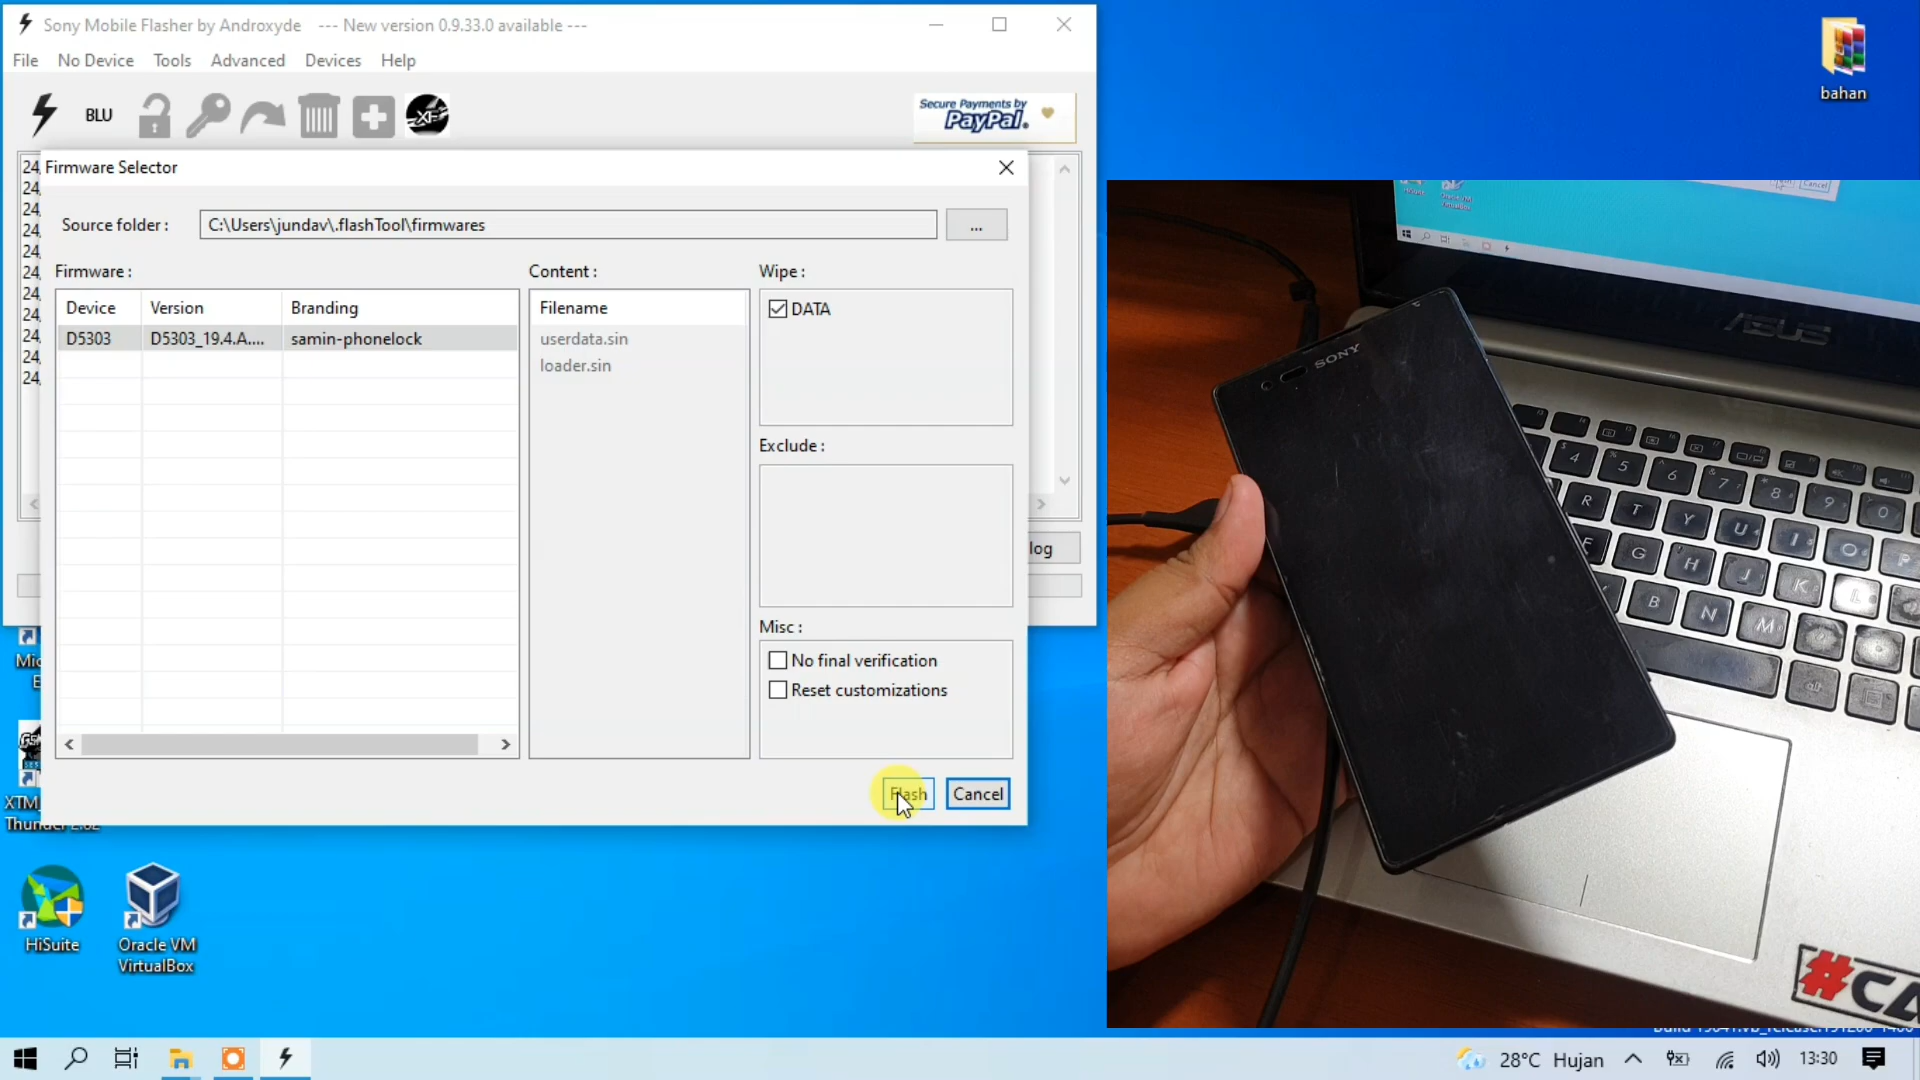 Sony Mobile Flasher by Androxyde --- New version 0.9.33.0 available ---
File No Device Tools Advanced Devices Help
BLU
Secure Payments by
PayPal.
bahan
Firmware Selector
Source folder : C:\Users\jundav\.flashTool\firmwares ...
Firmware : Content : Wipe :
Device Version Branding Filename DATA
D5303 D5303_19.4.A.... samin-phonelock userdata.sin
loader.sin
Exclude :
log
Misc :
No final verification
Reset customizations
Flash Cancel
HiSuite
Oracle VM
VirtualBox
SONY
ASUS
28°C Hujan 13:30